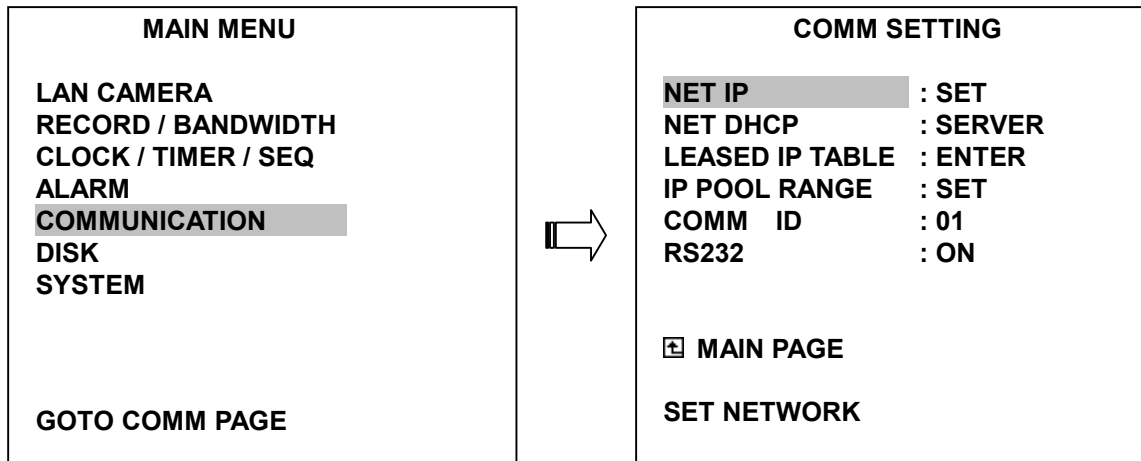 MAIN MENU
LAN CAMERA
RECORD / BANDWIDTH
CLOCK / TIMER / SEQ
ALARM
COMMUNICATION
DISK
SYSTEM
GOTO COMM PAGE
COMM SETTING
NET IP : SET
NET DHCP : SERVER
LEASED IP TABLE : ENTER
IP POOL RANGE : SET
COMM ID : 01
RS232 : ON
MAIN PAGE
SET NETWORK